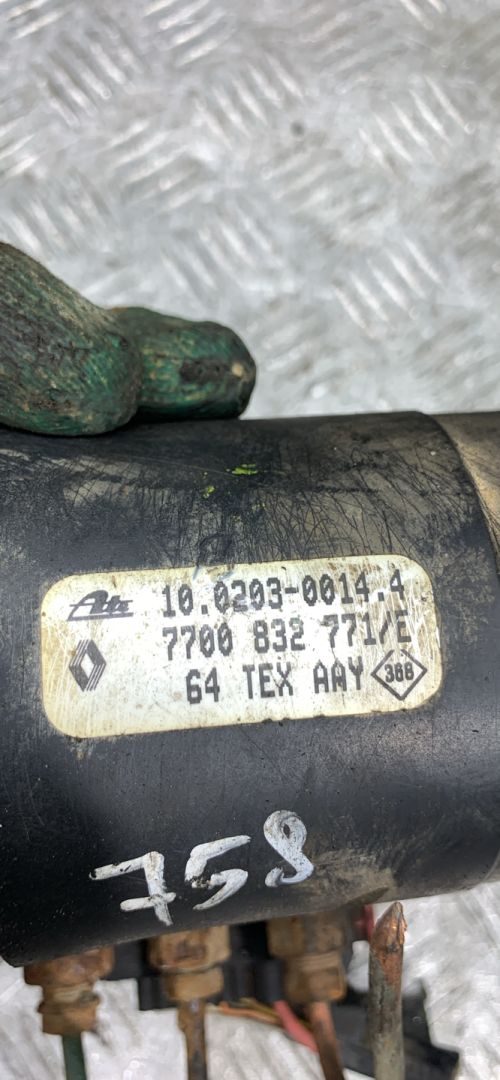 Ate 10.0203-0014.4
7700 832 771/E
64 TEX AAY 368
758